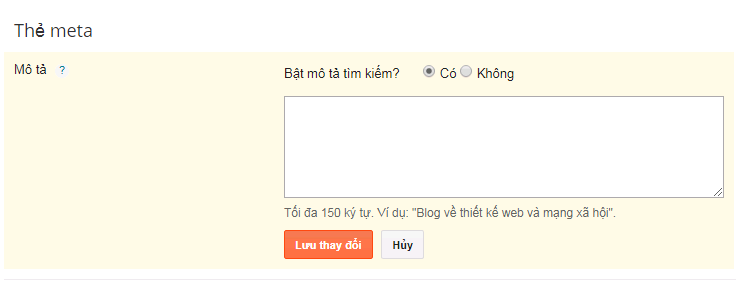 Thẻ meta
Mô tả ? Bật mô tả tìm kiếm? Có Không
Tối đa 150 ký tự. Ví dụ: "Blog về thiết kế web và mạng xã hội".
Lưu thay đổi Hủy